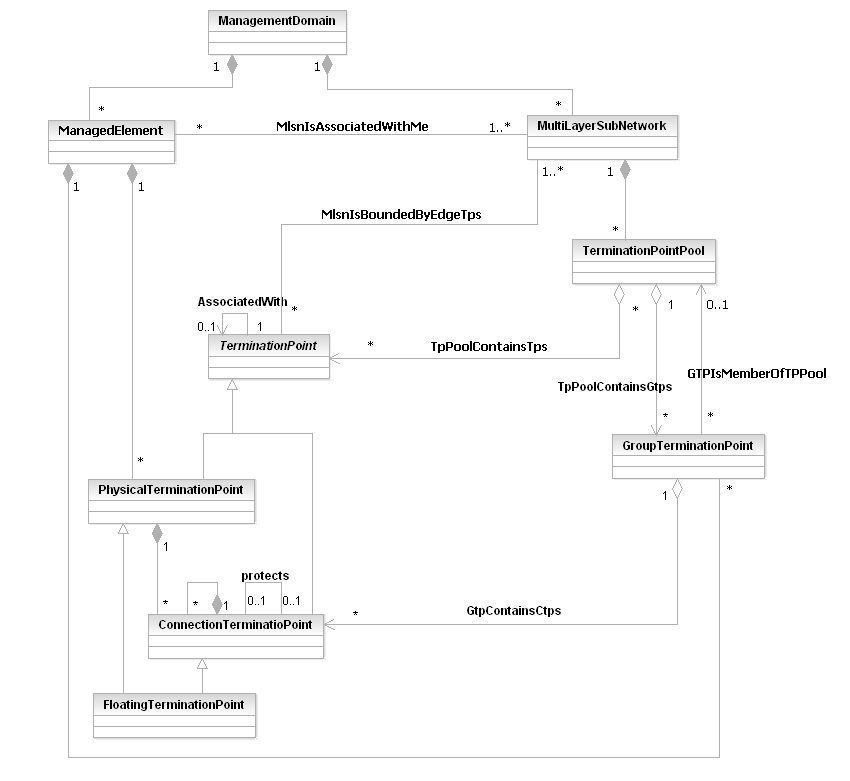 ManagementDomain
1
1
*
*
ManagedElement
*
MlsnIsAssociatedWithMe
1..*
MultiLayerSubNetwork
1
1
1..*
1
MlsnIsBoundedByEdgeTps
*
TerminationPointPool
AssociatedWith
*
*
1
0..1
0..1
1
TerminationPoint
*
TpPoolContainsTps
GTPIsMemberOfTPPool
TpPoolContainsGtps
*
*
GroupTerminationPoint
*
PhysicalTerminationPoint
1
*
1
protects
*
*
1
0..1
0..1
*
GtpContainsCtps
ConnectionTerminatioPoint
FloatingTerminationPoint